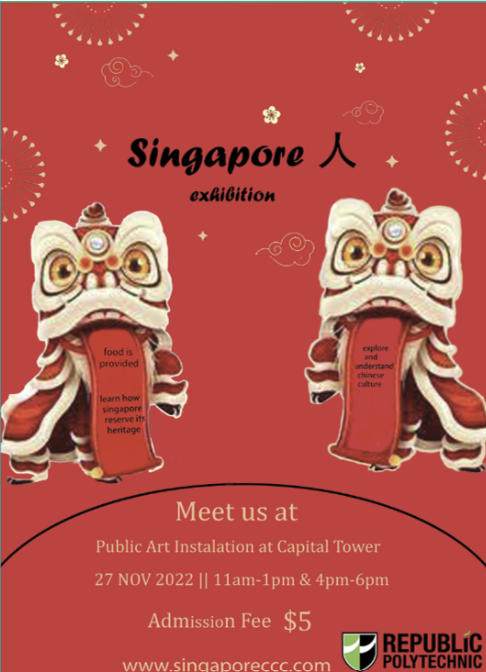 Singapore 人
exhibition
food is
provided
learn how
singapore
reserve its
heritage
explore
and
understand
chinese
culture
Meet us at
Public Art Instalation at Capital Tower
27 NOV 2022 || 11am-1pm & 4pm-6pm
Admission Fee $5
www.singaporeccc.com
REPUBLIC
POLYTECHNIC